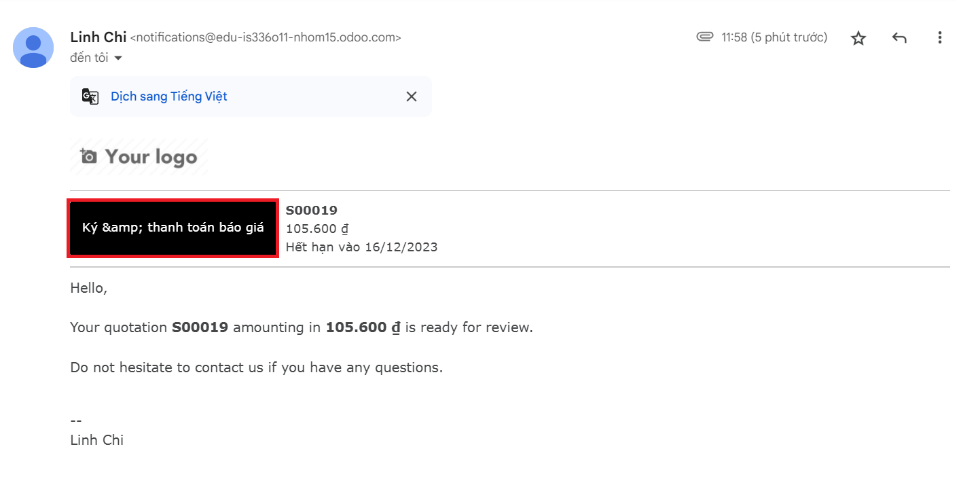 Linh Chi <notifications@edu-is336o11-nhom15.odoo.com>
11:58 (5 phút trước)
đến tôi
Dịch sang Tiếng Việt
Your logo
Ký &amp; thanh toán báo giá
S00019
105.600 ₫
Hết hạn vào 16/12/2023
Hello,
Your quotation S00019 amounting in 105.600 ₫ is ready for review.
Do not hesitate to contact us if you have any questions.
--
Linh Chi